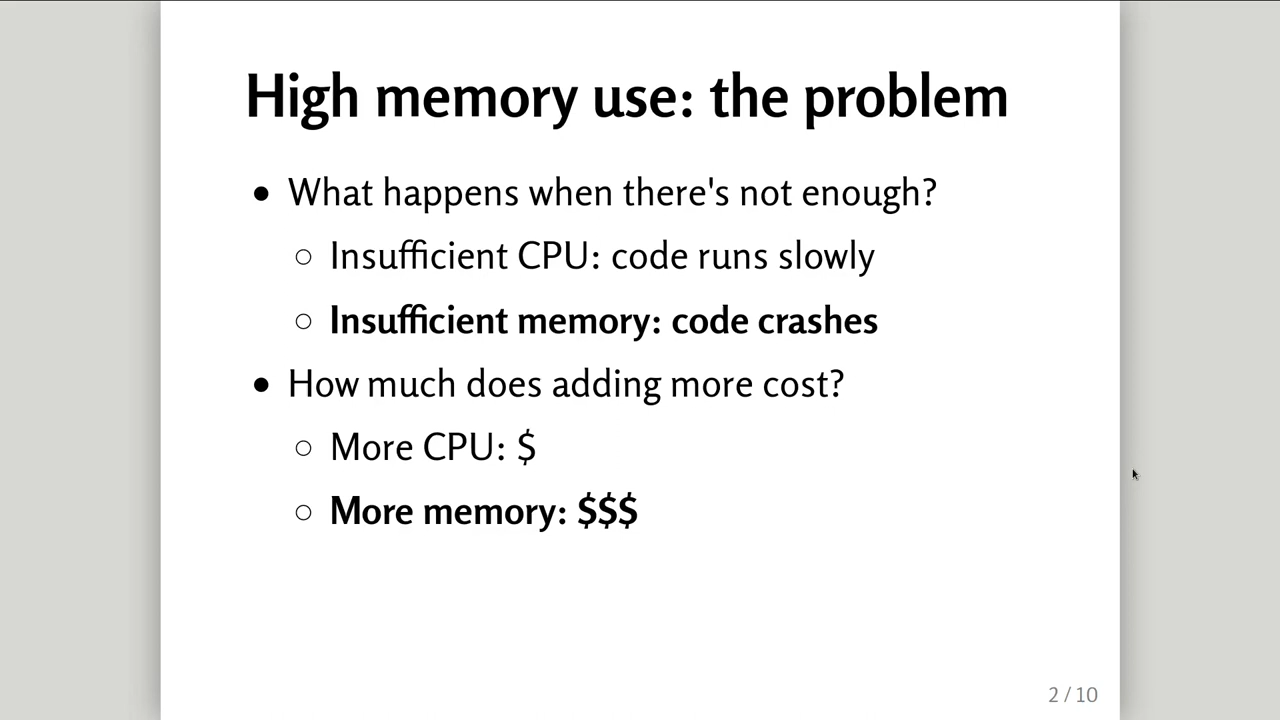 High memory use: the problem
• What happens when there's not enough?
○ Insufficient CPU: code runs slowly
○ Insufficient memory: code crashes
• How much does adding more cost?
○ More CPU: $
○ More memory: $$$
2 / 10